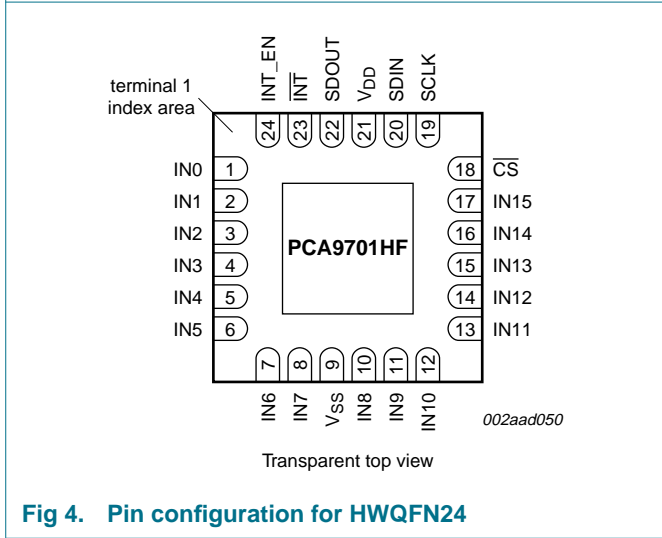 terminal 1
index area
INT_EN
INT
SDOUT
VDD
SDIN
SCLK
24
23
22
21
20
19
IN0 1
IN1 2
IN2 3
IN3 4
IN4 5
IN5 6
PCA9701HF
18 CS
17 IN15
16 IN14
15 IN13
14 IN12
13 IN11
7
8
9
10
11
12
IN6
IN7
VSS
IN8
IN9
IN10
002aad050
Transparent top view
Fig 4. Pin configuration for HWQFN24